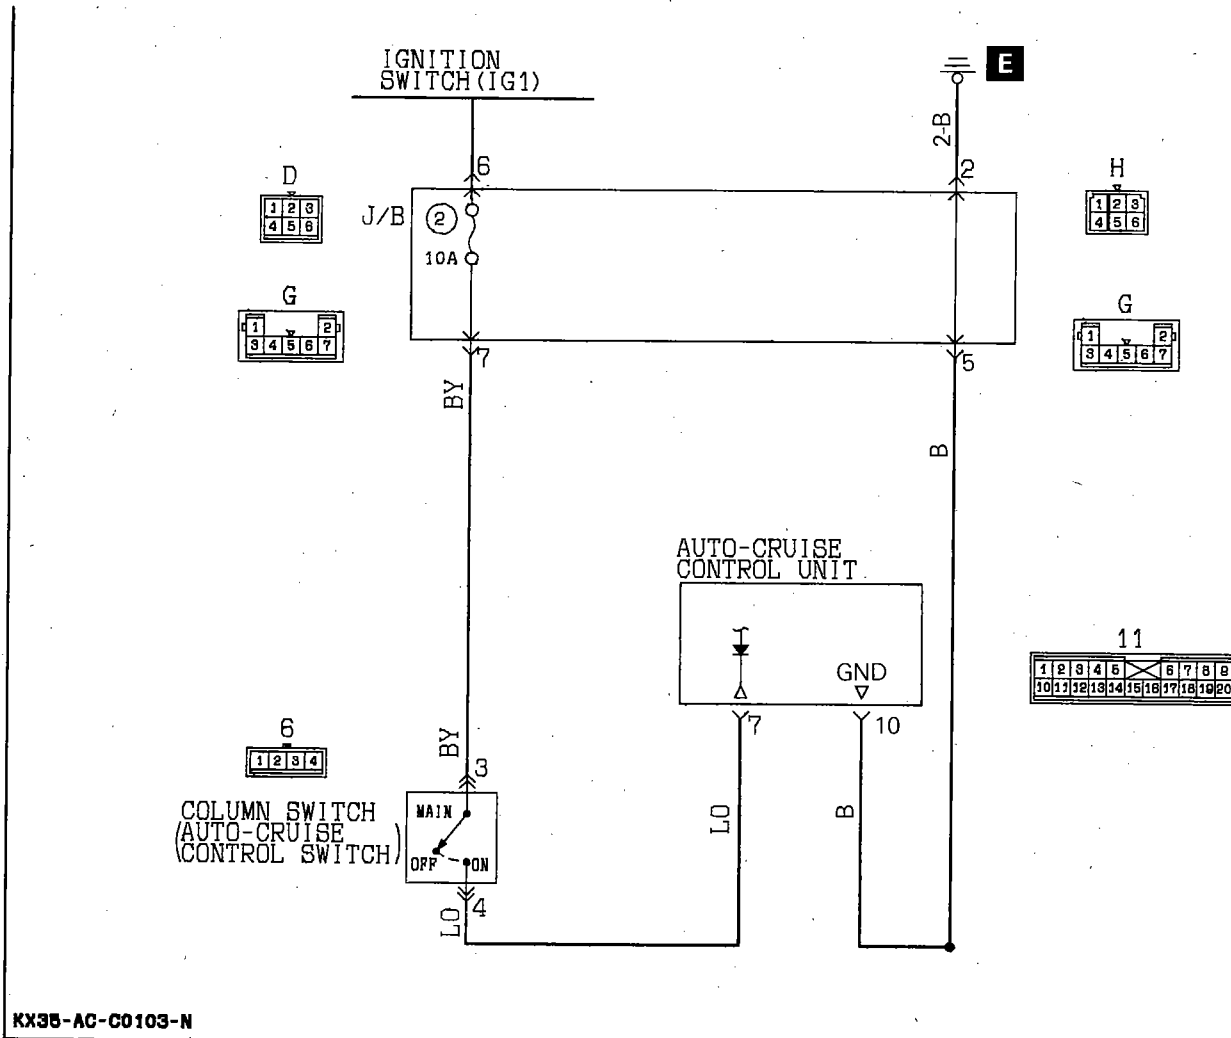 IGNITION
SWITCH(IG1)
E
2-B
6
2
D
1 2 3
4 5 6
H
1 2 3
4 5 6
J/B
2
10A
G
1 2
3 4 5 6 7
G
1 2
3 4 5 6 7
7
5
BY
B
AUTO-CRUISE
CONTROL UNIT
GND
11
1 2 3 4 5 6 7 8 9
10 11 12 13 14 15 16 17 18 19 20
7
10
6
1 2 3 4
BY
3
COLUMN SWITCH
(AUTO-CRUISE
CONTROL SWITCH)
MAIN
OFF
ON
LO
B
LO
4
KX35-AC-C0103-N